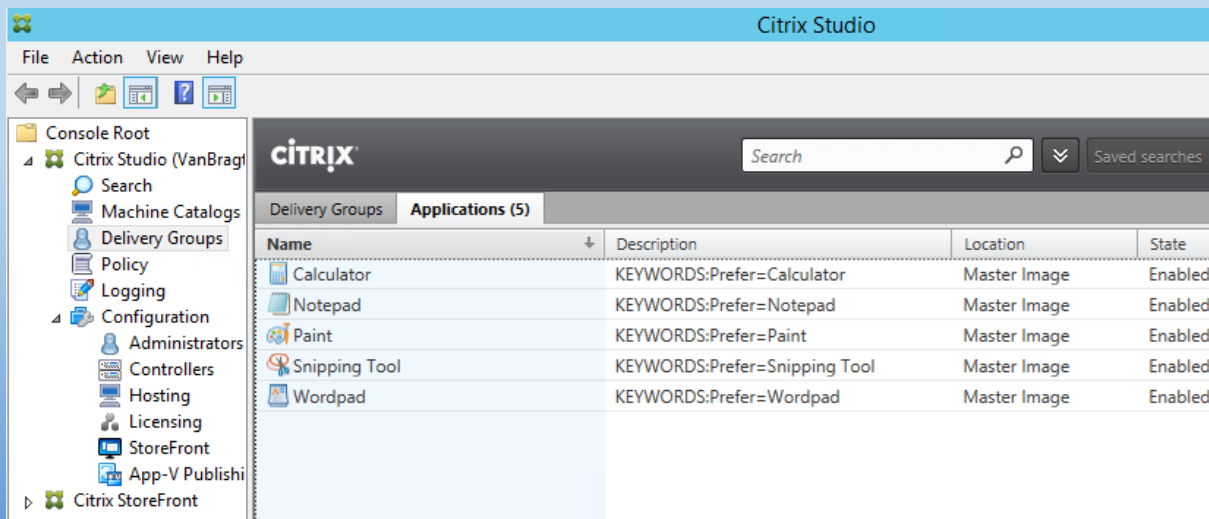 Citrix Studio
File Action View Help
Console Root
Citrix Studio (VanBragt
Search
Machine Catalogs
Delivery Groups
Policy
Logging
Configuration
Administrators
Controllers
Hosting
Licensing
StoreFront
App-V Publishi
Citrix StoreFront
CİTRIX
Search Saved searches
Delivery Groups Applications (5)
Name Description Location State
Calculator KEYWORDS:Prefer=Calculator Master Image Enabled
Notepad KEYWORDS:Prefer=Notepad Master Image Enabled
Paint KEYWORDS:Prefer=Paint Master Image Enabled
Snipping Tool KEYWORDS:Prefer=Snipping Tool Master Image Enabled
Wordpad KEYWORDS:Prefer=Wordpad Master Image Enabled